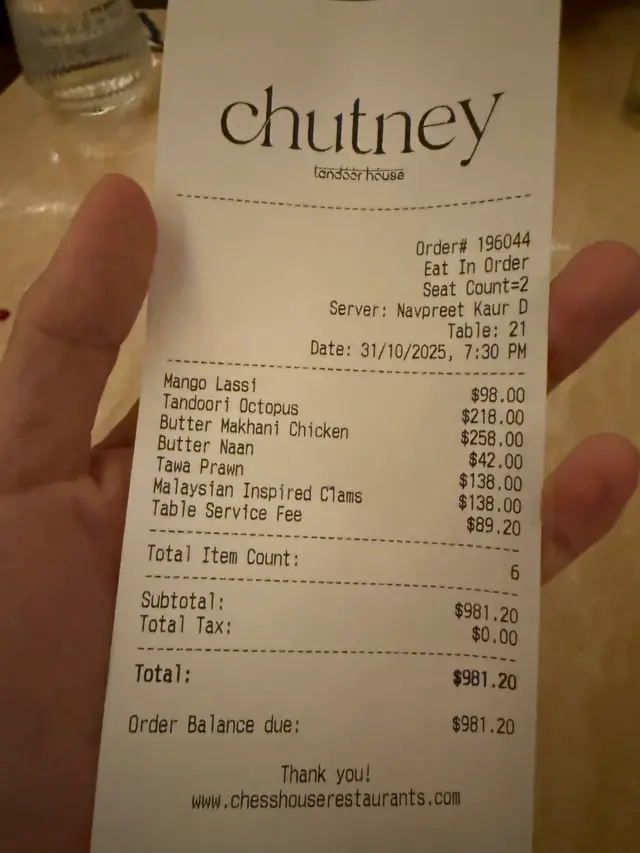 chutney
tandoor house
Order# 196044
Eat In Order
Seat Count=2
Server: Navpreet Kaur D
Table: 21
Date: 31/10/2025, 7:30 PM
Mango Lassi $98.00
Tandoori Octopus $218.00
Butter Makhani Chicken $258.00
Butter Naan $42.00
Tawa Prawn $138.00
Malaysian Inspired Clams $138.00
Table Service Fee $89.20
Total Item Count: 6
Subtotal: $981.20
Total Tax: $0.00
Total: $981.20
Order Balance due: $981.20
Thank you!
www.chesshouserestaurants.com